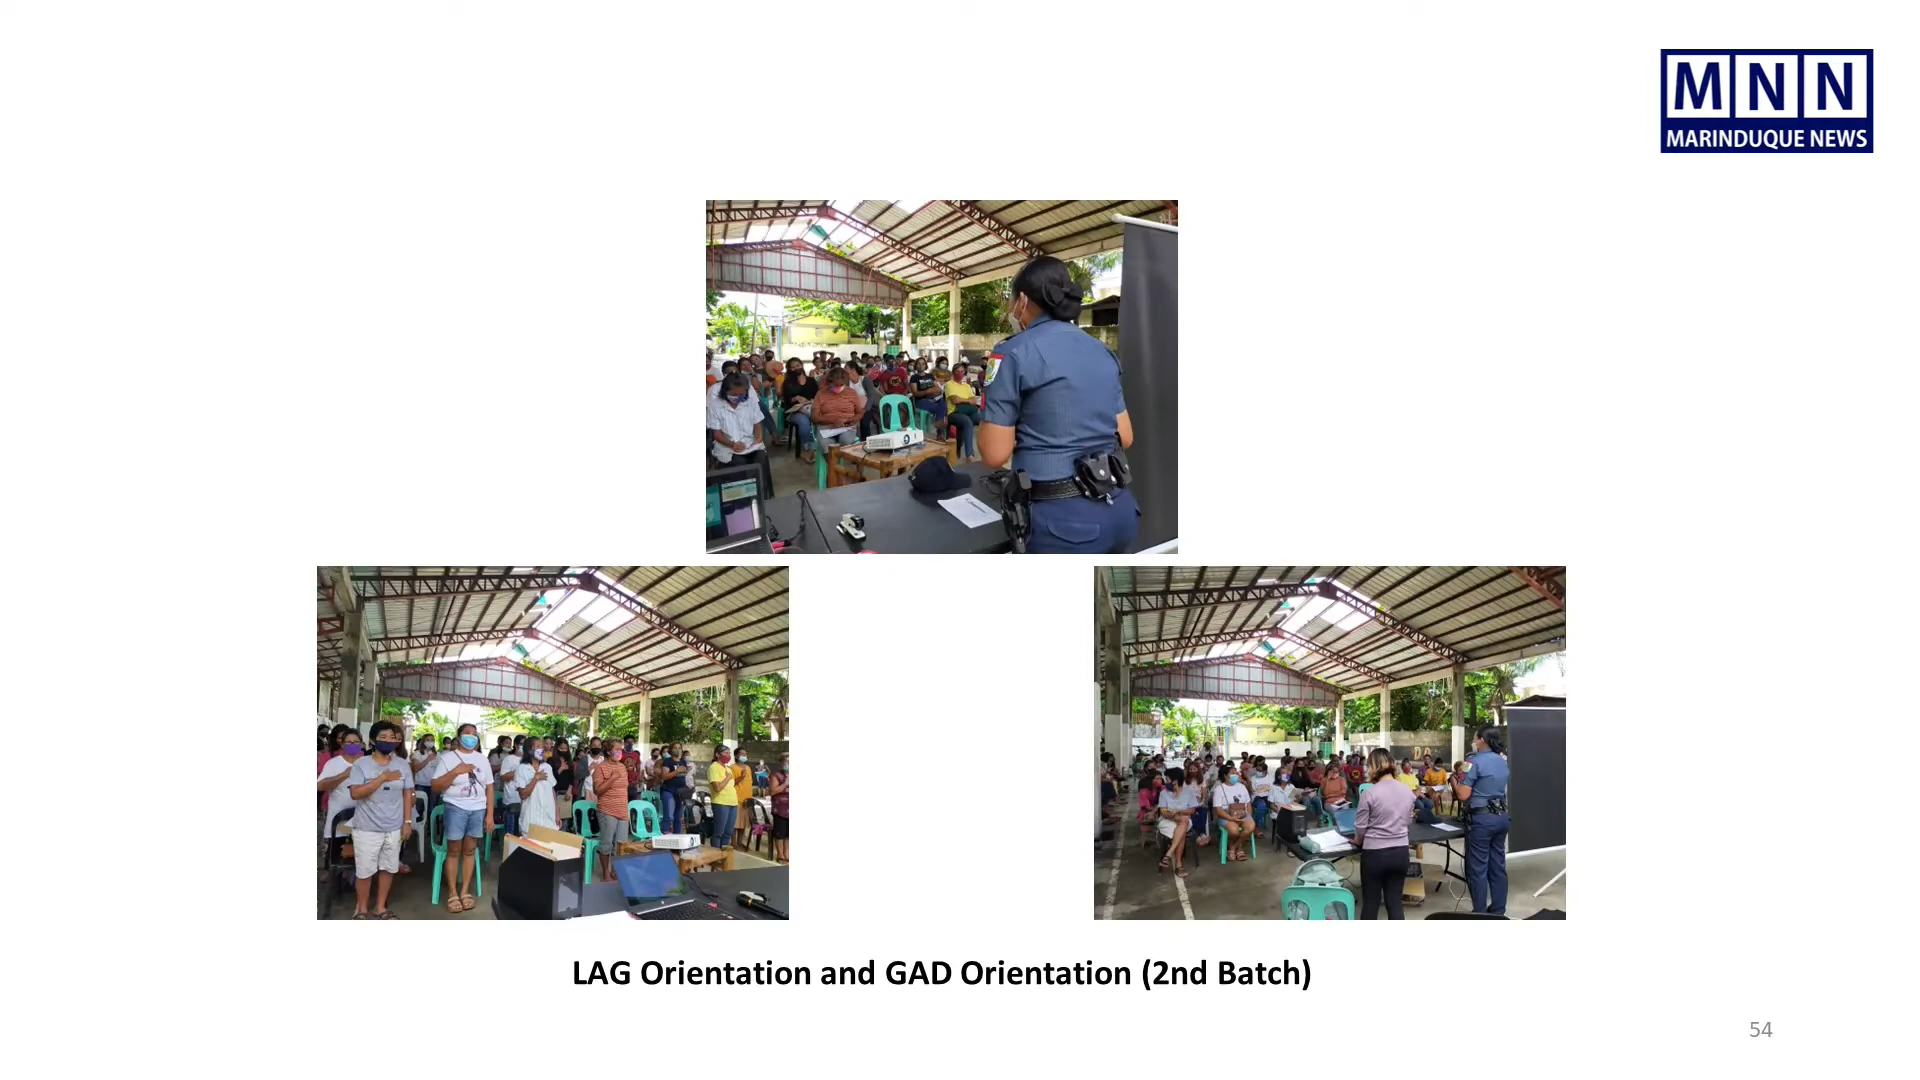 MNN
MARINDUQUE NEWS
LAG Orientation and GAD Orientation (2nd Batch)
54